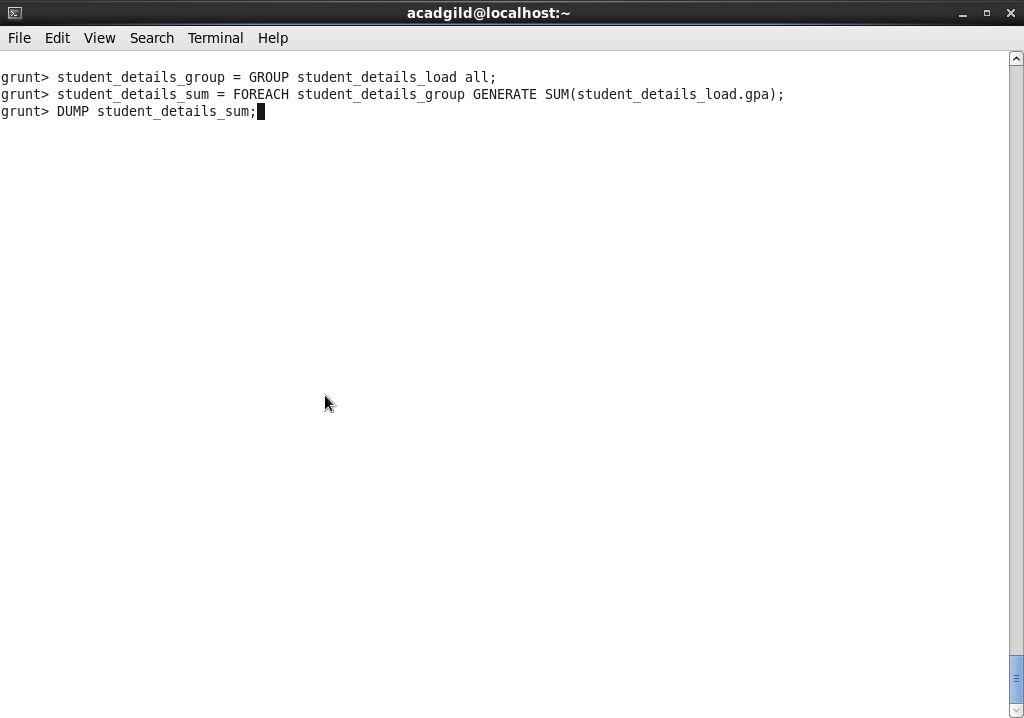 acadgild@localhost:~
File Edit View Search Terminal Help
grunt> student_details_group = GROUP student_details_load all;
grunt> student_details_sum = FOREACH student_details_group GENERATE SUM(student_details_load.gpa);
grunt> DUMP student_details_sum;